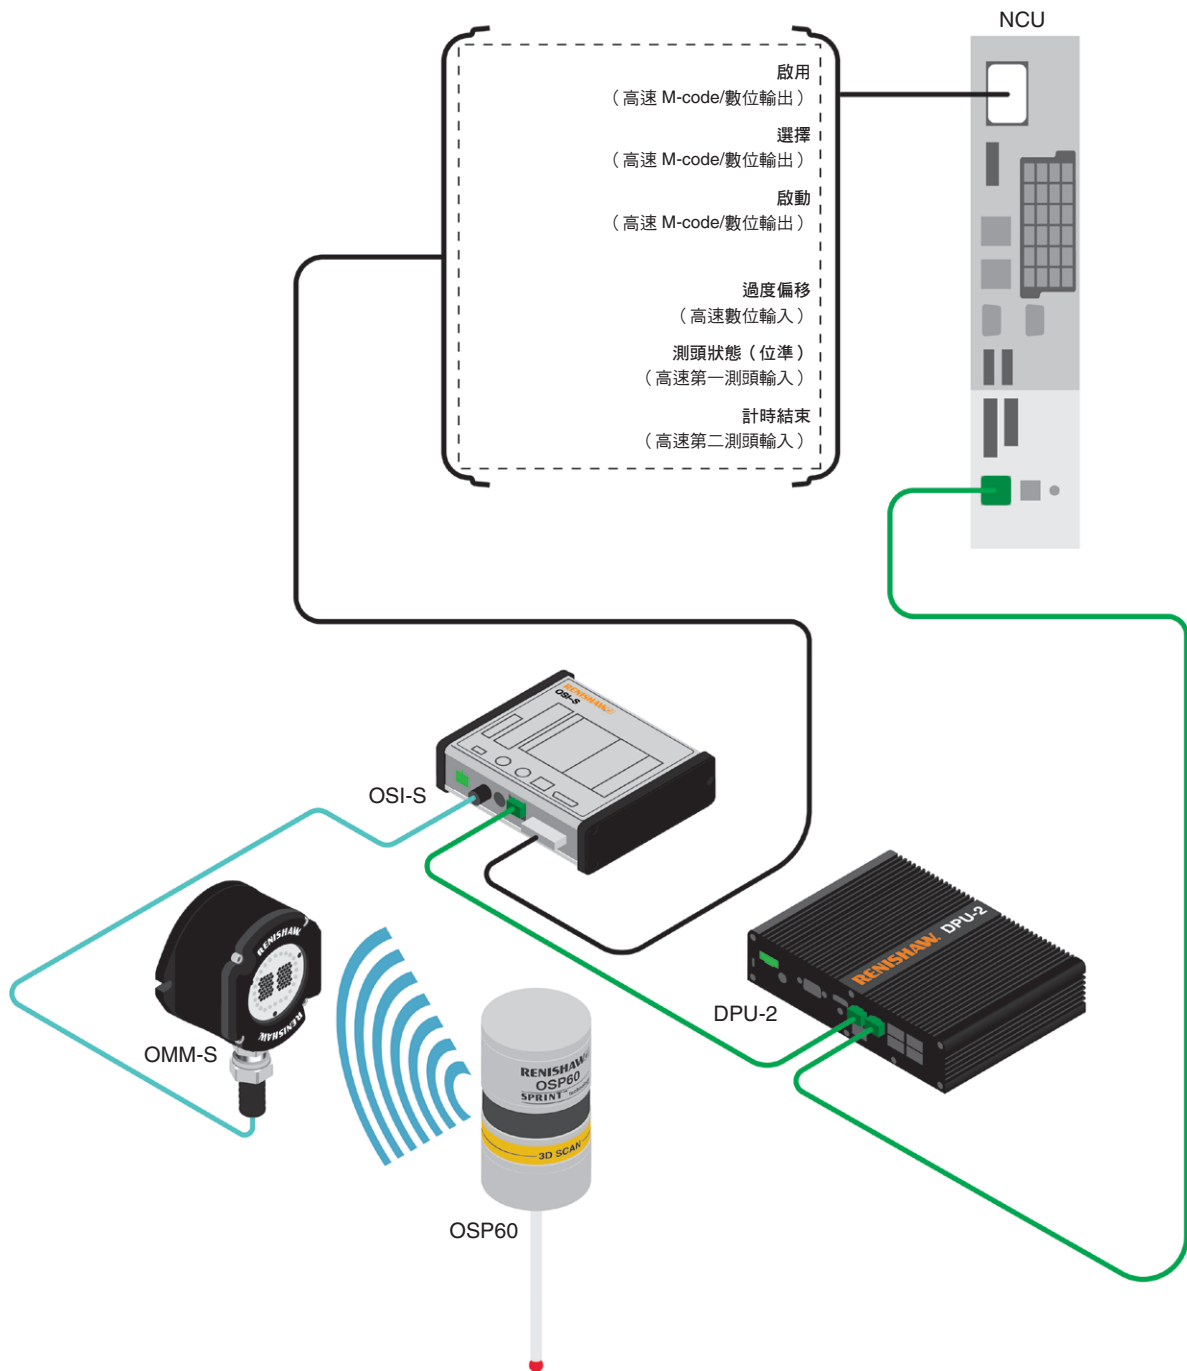 NCU
啟用
（高速 M-code/數位輸出）
選擇
（高速 M-code/數位輸出）
啟動
（高速 M-code/數位輸出）
過度偏移
（高速數位輸入）
測頭狀態（位準）
（高速第一測頭輸入）
計時結束
（高速第二測頭輸入）
RENISHAW
OSI-S
OSI-S
RENISHAW
RENISHAW
OMM-S
RENISHAW. DPU-2
DPU-2
RENISHAW
OSP60
SPRINT™ technology
3D SCAN
OSP60